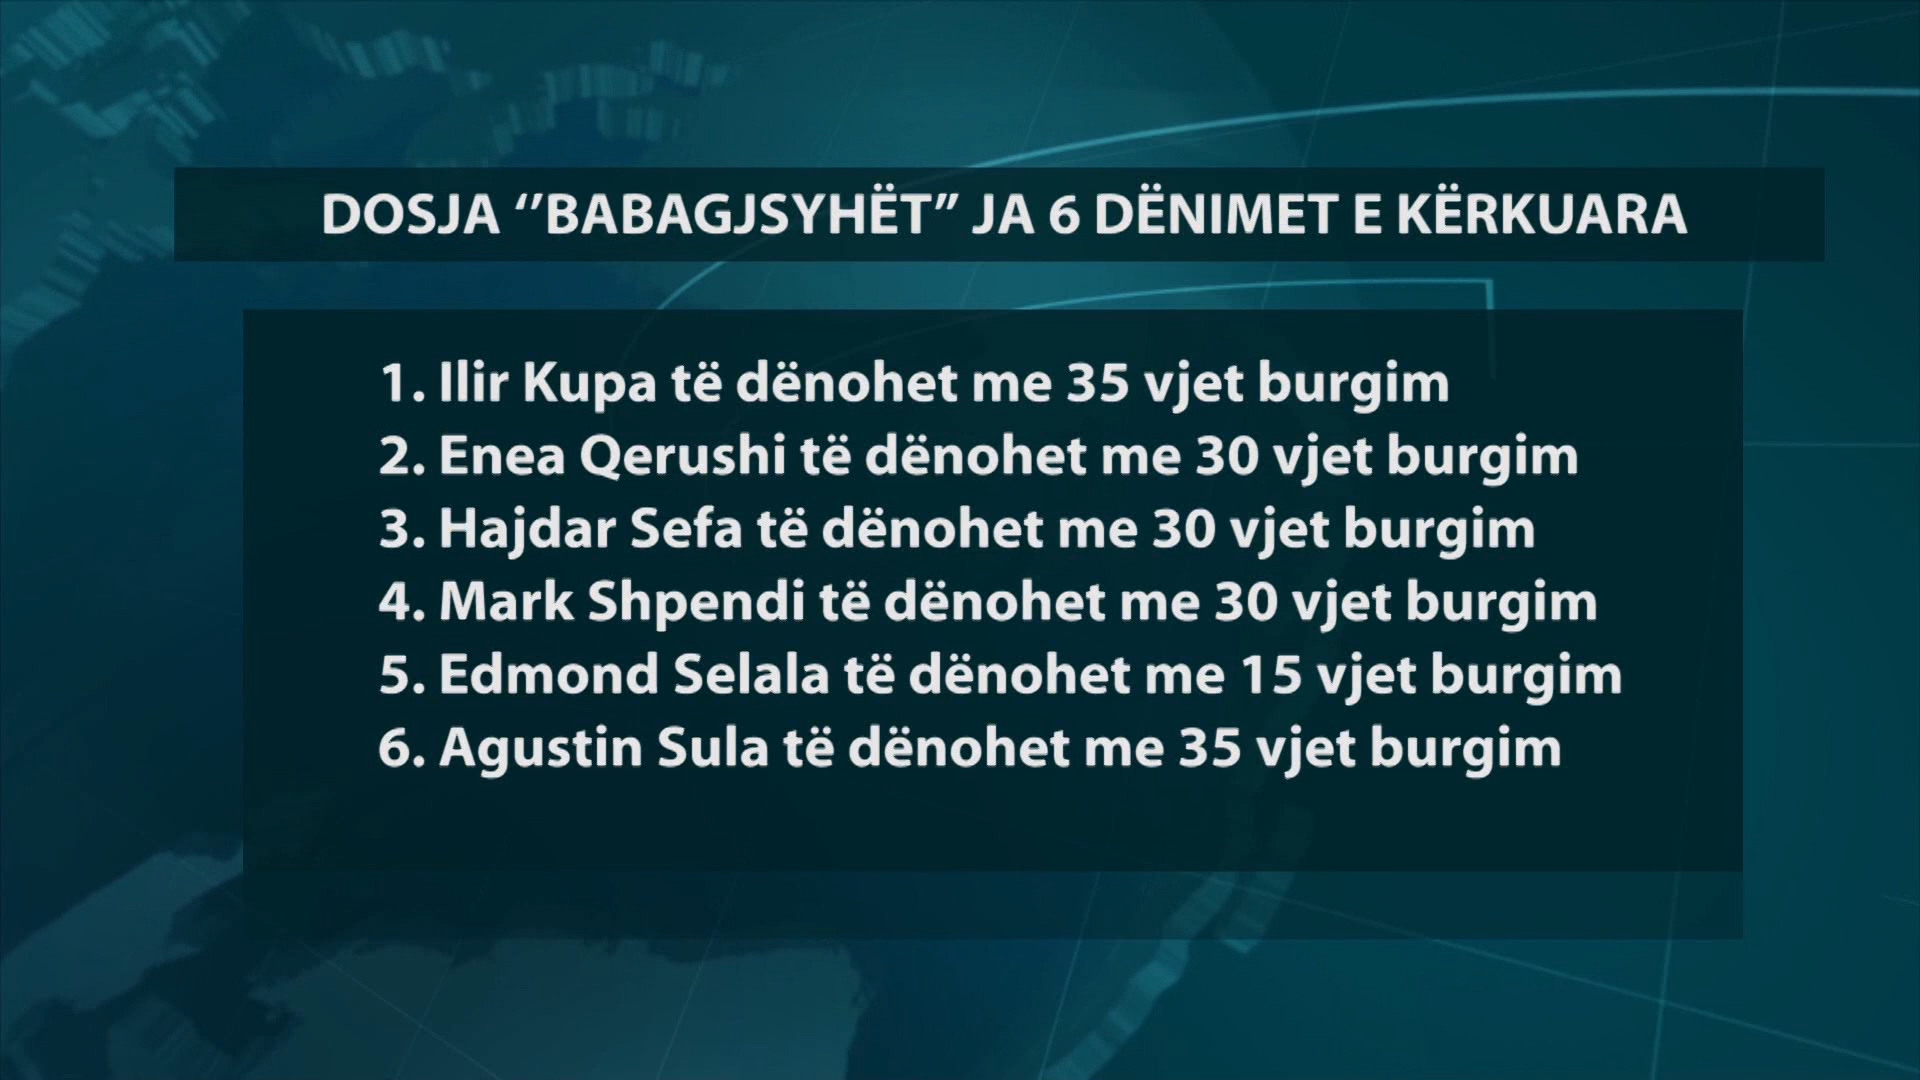 DOSJA ‘’BABAGJSYHËT” JA 6 DËNIMET E KËRKUARA
1. Ilir Kupa të dënohet me 35 vjet burgim
2. Enea Qerushi të dënohet me 30 vjet burgim
3. Hajdar Sefa të dënohet me 30 vjet burgim
4. Mark Shpendi të dënohet me 30 vjet burgim
5. Edmond Selala të dënohet me 15 vjet burgim
6. Agustin Sula të dënohet me 35 vjet burgim